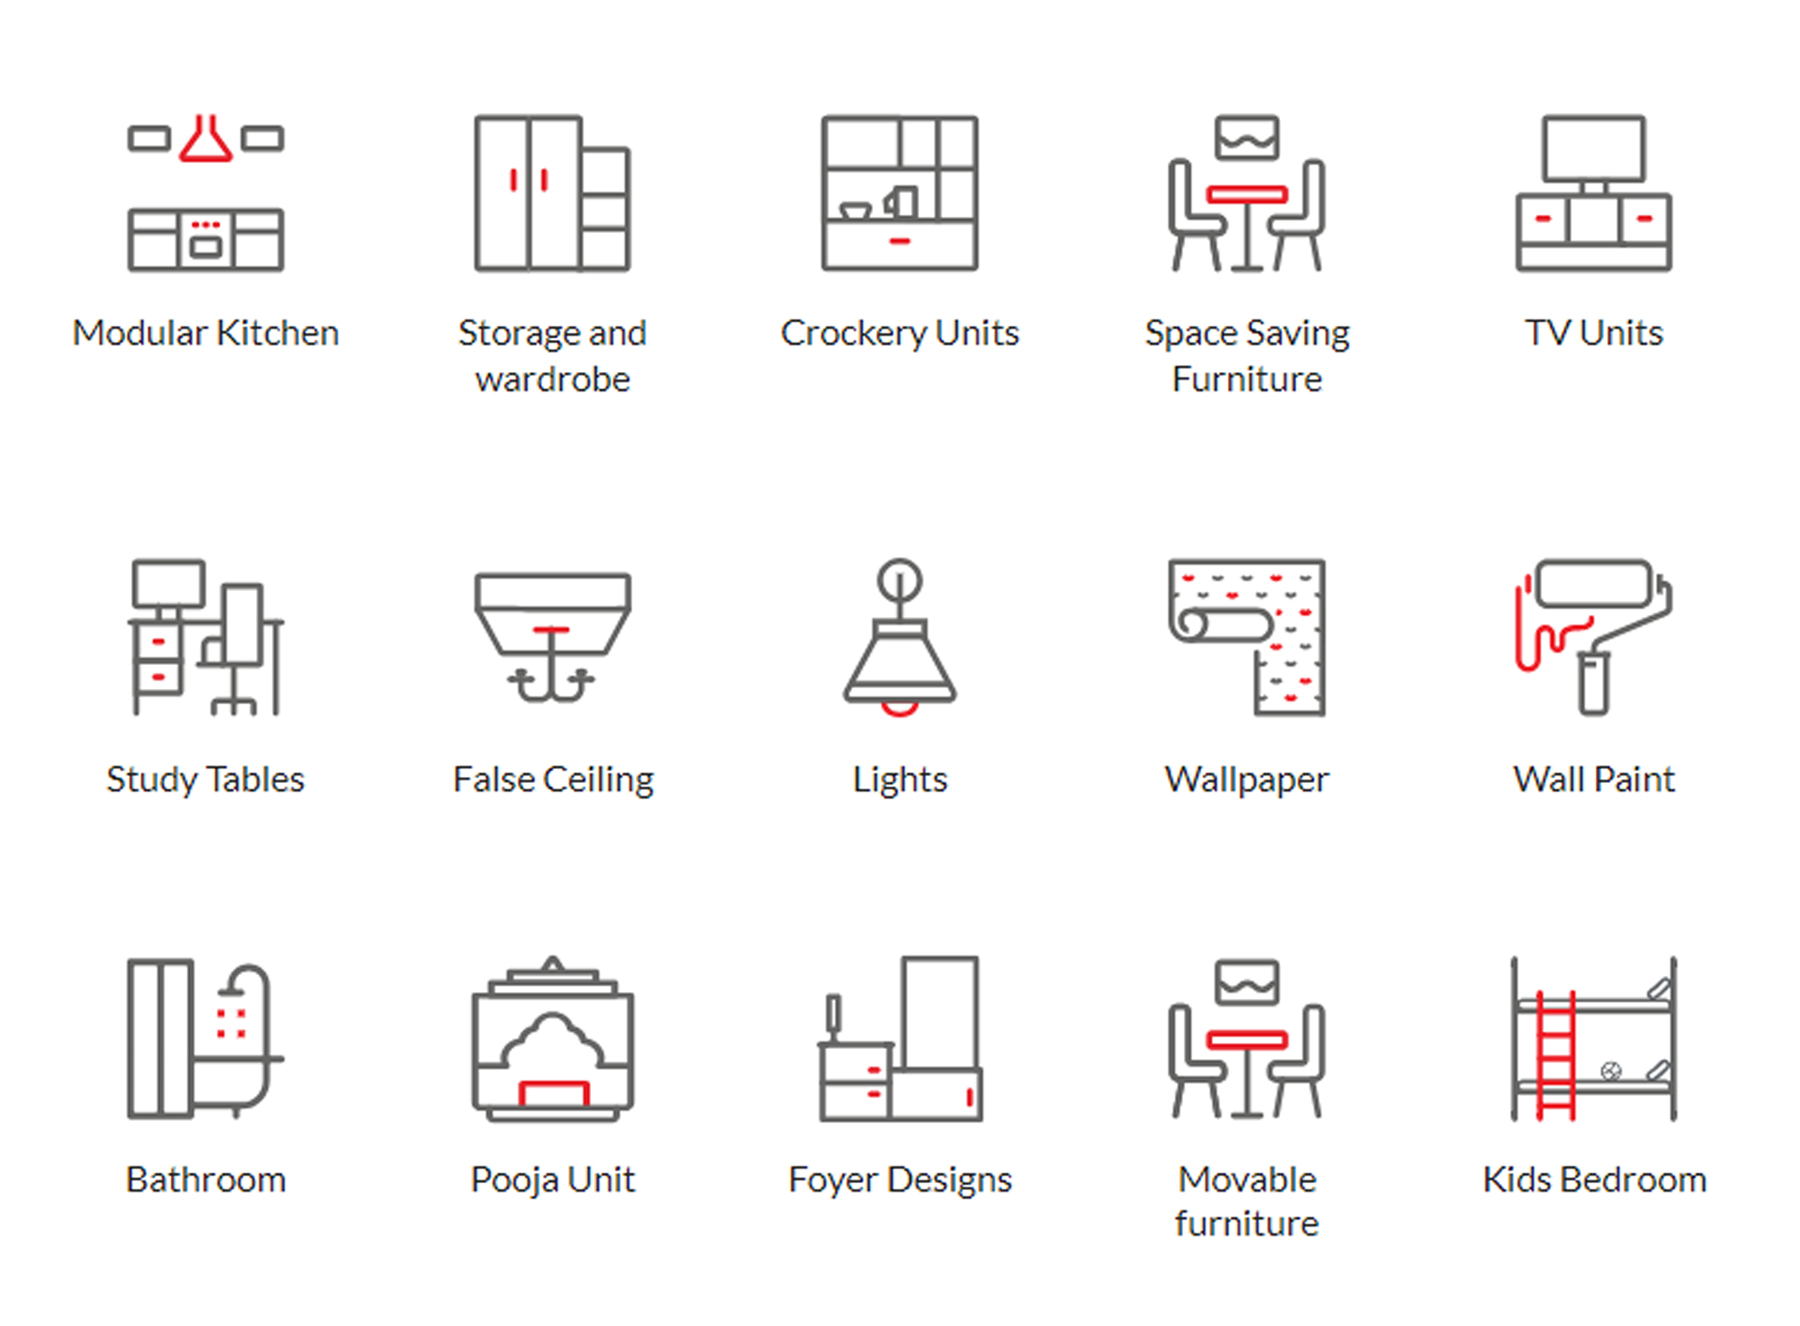 Modular Kitchen
Storage and
wardrobe
Crockery Units
Space Saving
Furniture
TV Units
Study Tables
False Ceiling
Lights
Wallpaper
Wall Paint
Bathroom
Pooja Unit
Foyer Designs
Movable
furniture
Kids Bedroom